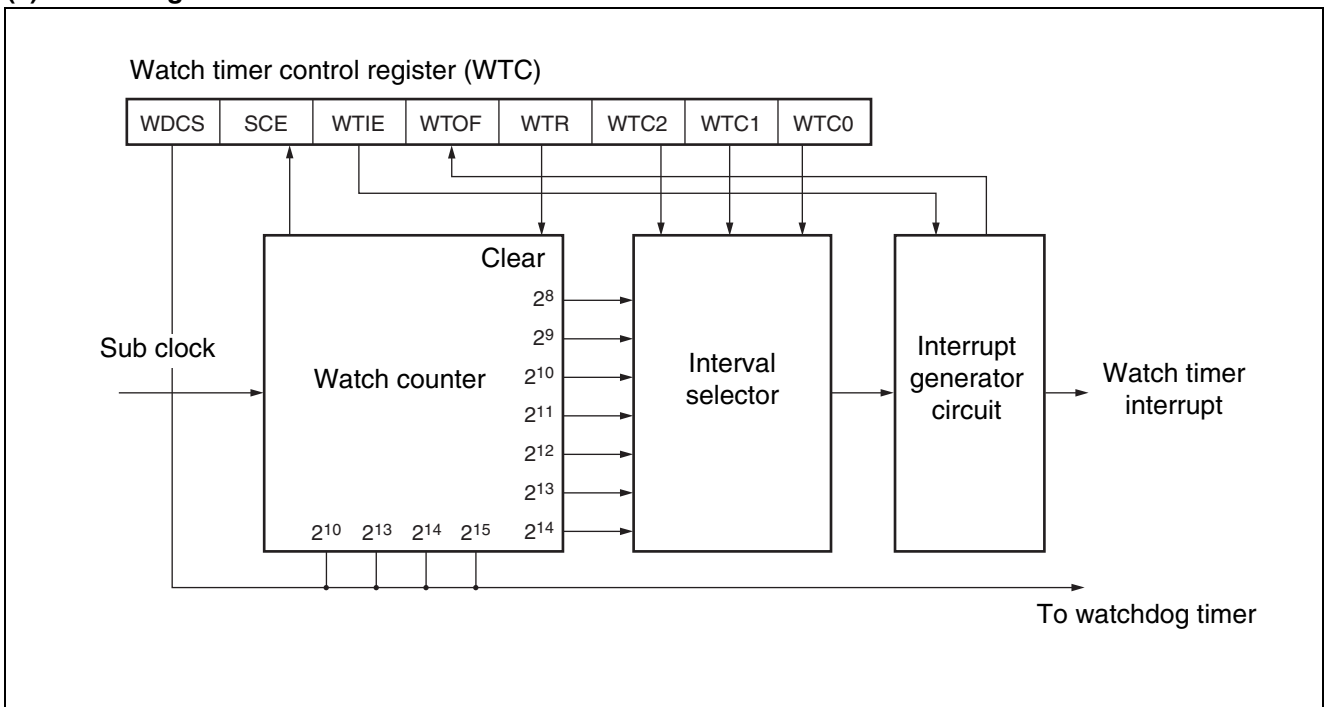 Watch timer control register (WTC)
WDCS SCE WTIE WTOF WTR WTC2 WTC1 WTC0
Clear
2⁸
2⁹
2¹⁰
2¹¹
2¹²
2¹³
2¹⁴
Sub clock
Watch counter
2¹⁰ 2¹³ 2¹⁴ 2¹⁵
Interval
selector
Interrupt
generator
circuit
Watch timer
interrupt
To watchdog timer